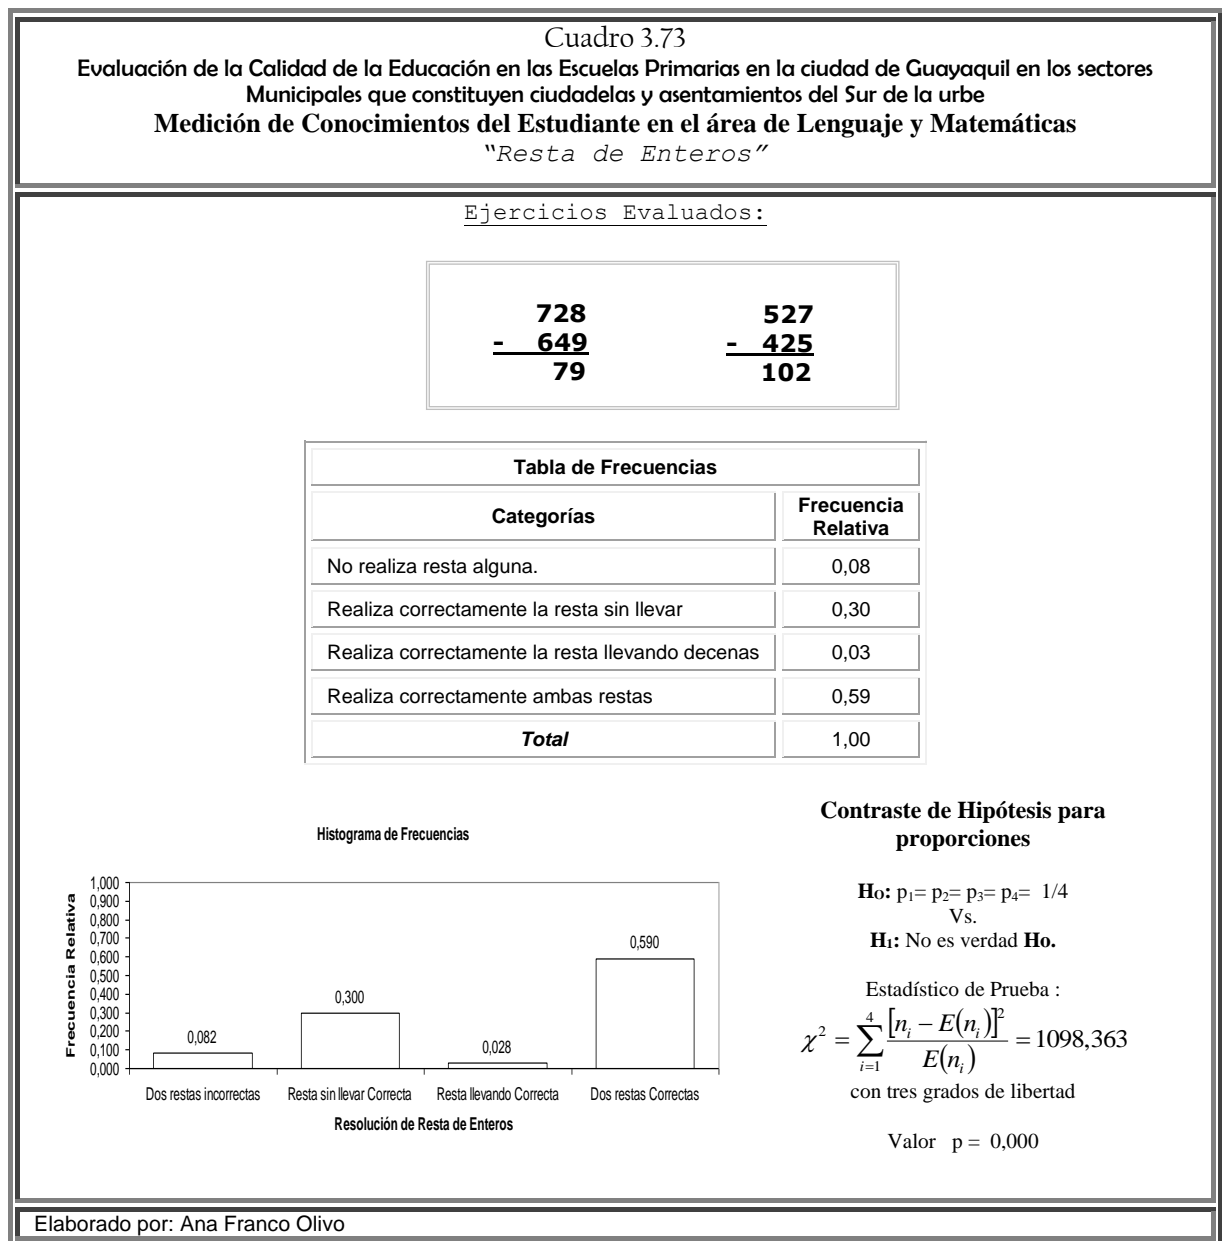 Cuadro 3.73
Evaluación de la Calidad de la Educación en las Escuelas Primarias en la ciudad de Guayaquil en los sectores
Municipales que constituyen ciudadelas y asentamientos del Sur de la urbe
Medición de Conocimientos del Estudiante en el área de Lenguaje y Matemáticas
“Resta de Enteros”
Ejercicios Evaluados:
728 527
- 649 - 425
79 102
Tabla de Frecuencias
Categorías Frecuencia Relativa
No realiza resta alguna. 0,08
Realiza correctamente la resta sin llevar 0,30
Realiza correctamente la resta llevando decenas 0,03
Realiza correctamente ambas restas 0,59
Total 1,00
Histograma de Frecuencias
Frecuencia Relativa
1,000
0,900
0,800
0,700
0,600
0,500
0,400
0,300
0,200
0,100
0,000
0,082
0,300
0,028
0,590
Dos restas incorrectas Resta sin llevar Correcta Resta llevando Correcta Dos restas Correctas
Resolución de Resta de Enteros
Contraste de Hipótesis para
proporciones
Ho: p₁= p₂= p₃= p₄= 1/4
Vs.
H₁: No es verdad Ho.
Estadístico de Prueba :
χ² = ∑ᵢ₌₁⁴ [nᵢ − E(nᵢ)]² / E(nᵢ) = 1098,363
con tres grados de libertad
Valor p = 0,000
Elaborado por: Ana Franco Olivo